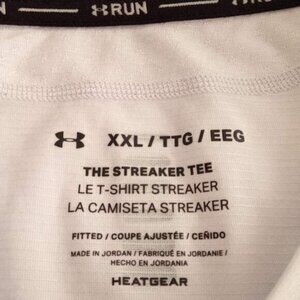 RUN
RUN
XXL / TTG / EEG
THE STREAKER TEE
LE T-SHIRT STREAKER
LA CAMISETA STREAKER
FITTED / COUPE AJUSTÉE / CEÑIDO
MADE IN JORDAN / FABRIQUÉ EN JORDANIE /
HECHO EN JORDANIA
HEATGEAR